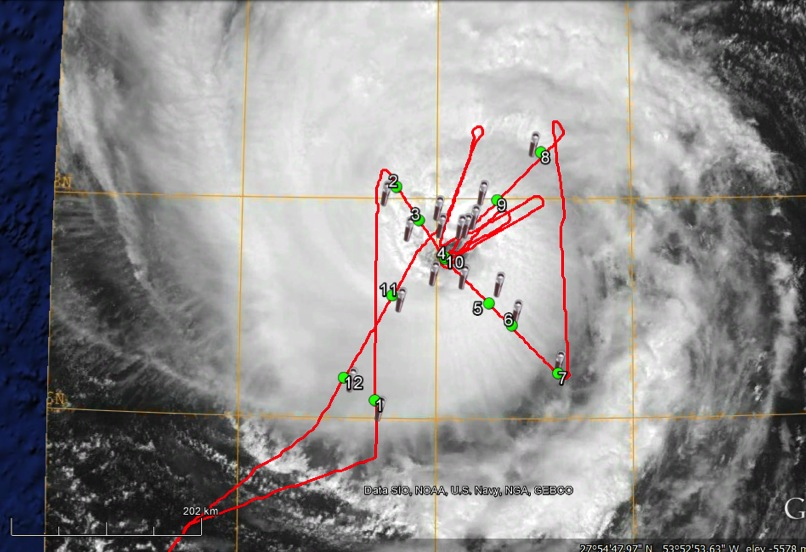 8
2
N
9
3
4
10
11
5
6
7
12
1
5N
Data SIO, NOAA, U.S. Navy, NGA, GEBCO
202 km
G
27°54'47.97" N 53°52'53.63" W elev -5578